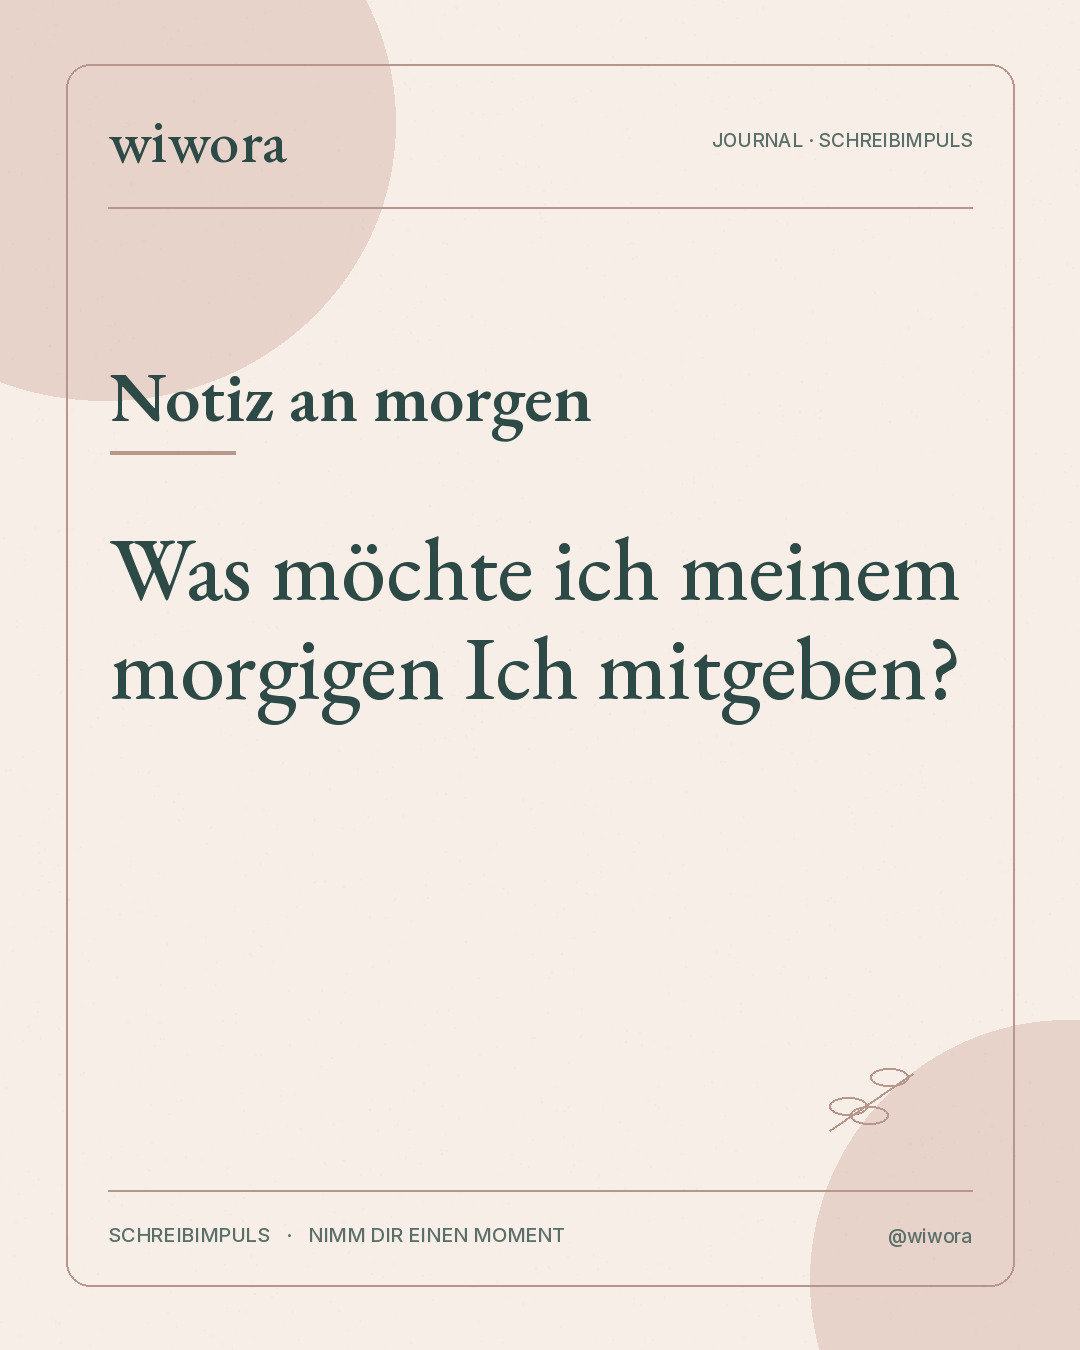 wiwora
JOURNAL · SCHREIBIMPULS
Notiz an morgen
Was möchte ich meinem
morgigen Ich mitgeben?
SCHREIBIMPULS · NIMM DIR EINEN MOMENT
@wiwora